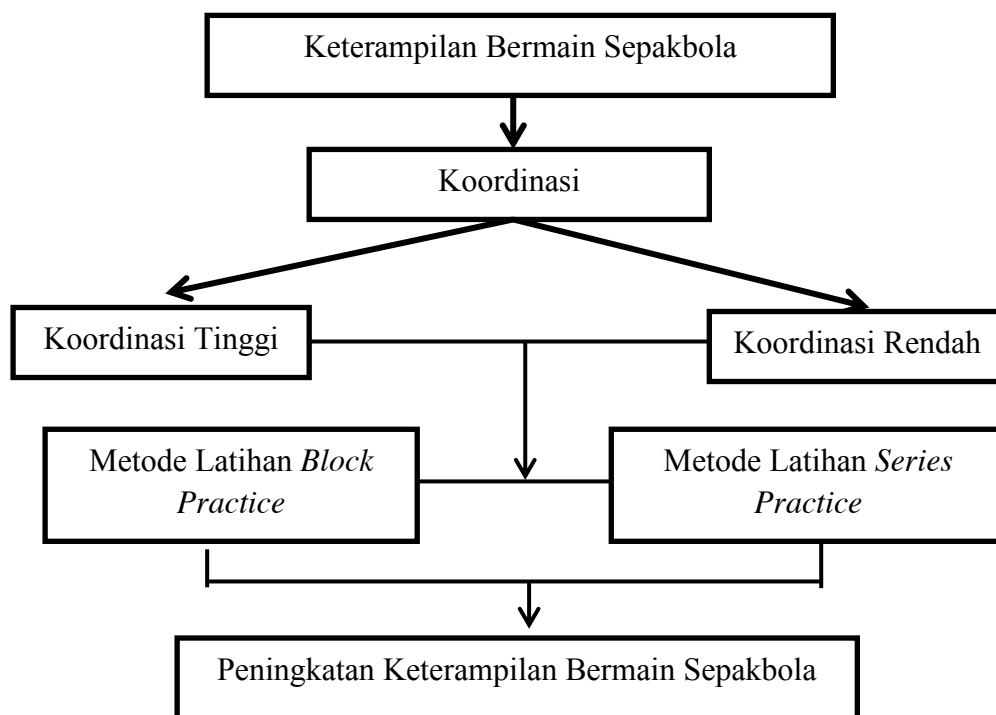 Keterampilan Bermain Sepakbola
Koordinasi
Koordinasi Tinggi
Koordinasi Rendah
Metode Latihan Block
Practice
Metode Latihan Series
Practice
Peningkatan Keterampilan Bermain Sepakbola